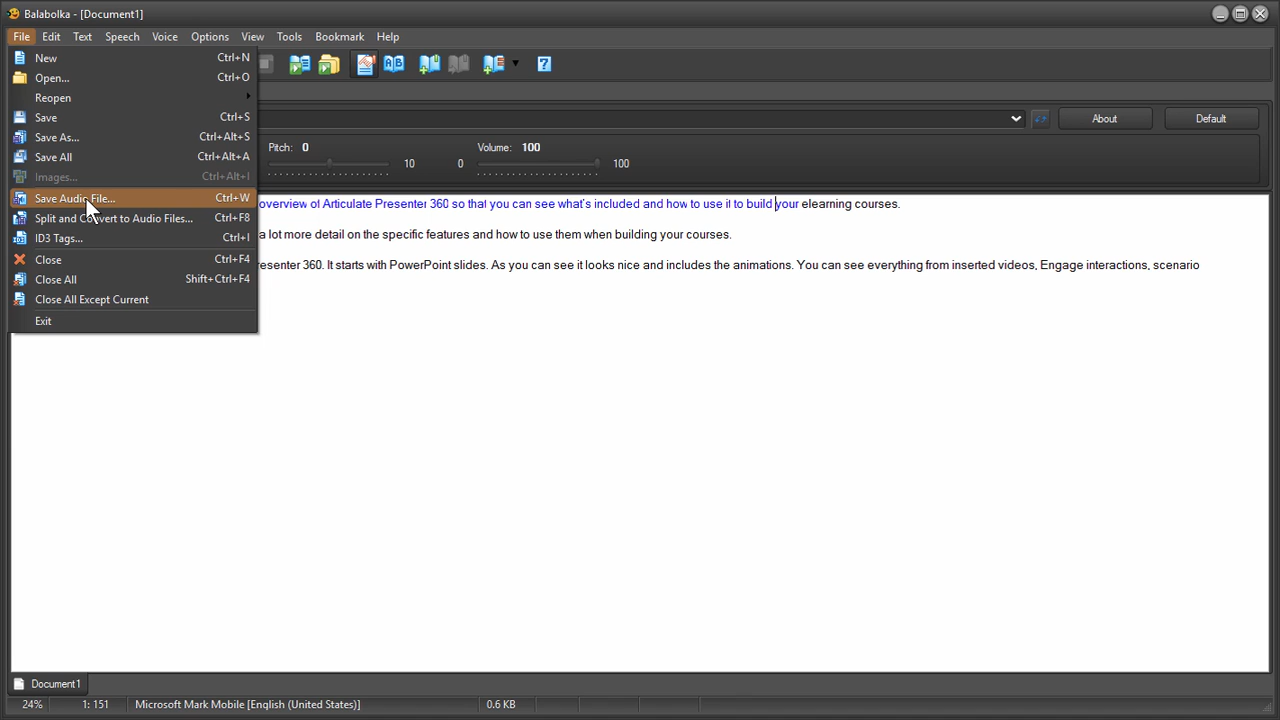 Balabolka - [Document1]
File Edit Text Speech Voice Options View Tools Bookmark Help
New Ctrl+N
Open... Ctrl+O
Reopen
Save Ctrl+S
Save As... Ctrl+Alt+S
Save All Ctrl+Alt+A
Images... Ctrl+Alt+I
Save Audio File... Ctrl+W
Split and Convert to Audio Files... Ctrl+F8
ID3 Tags... Ctrl+I
Close Ctrl+F4
Close All Shift+Ctrl+F4
Close All Except Current
Exit
About Default
Pitch: 0 Volume: 100
10 0 100
overview of Articulate Presenter 360 so that you can see what's included and how to use it to build your elearning courses.
a lot more detail on the specific features and how to use them when building your courses.
resenter 360. It starts with PowerPoint slides. As you can see it looks nice and includes the animations. You can see everything from inserted videos, Engage interactions, scenario
Document1
24% 1: 151 Microsoft Mark Mobile [English (United States)] 0.6 KB